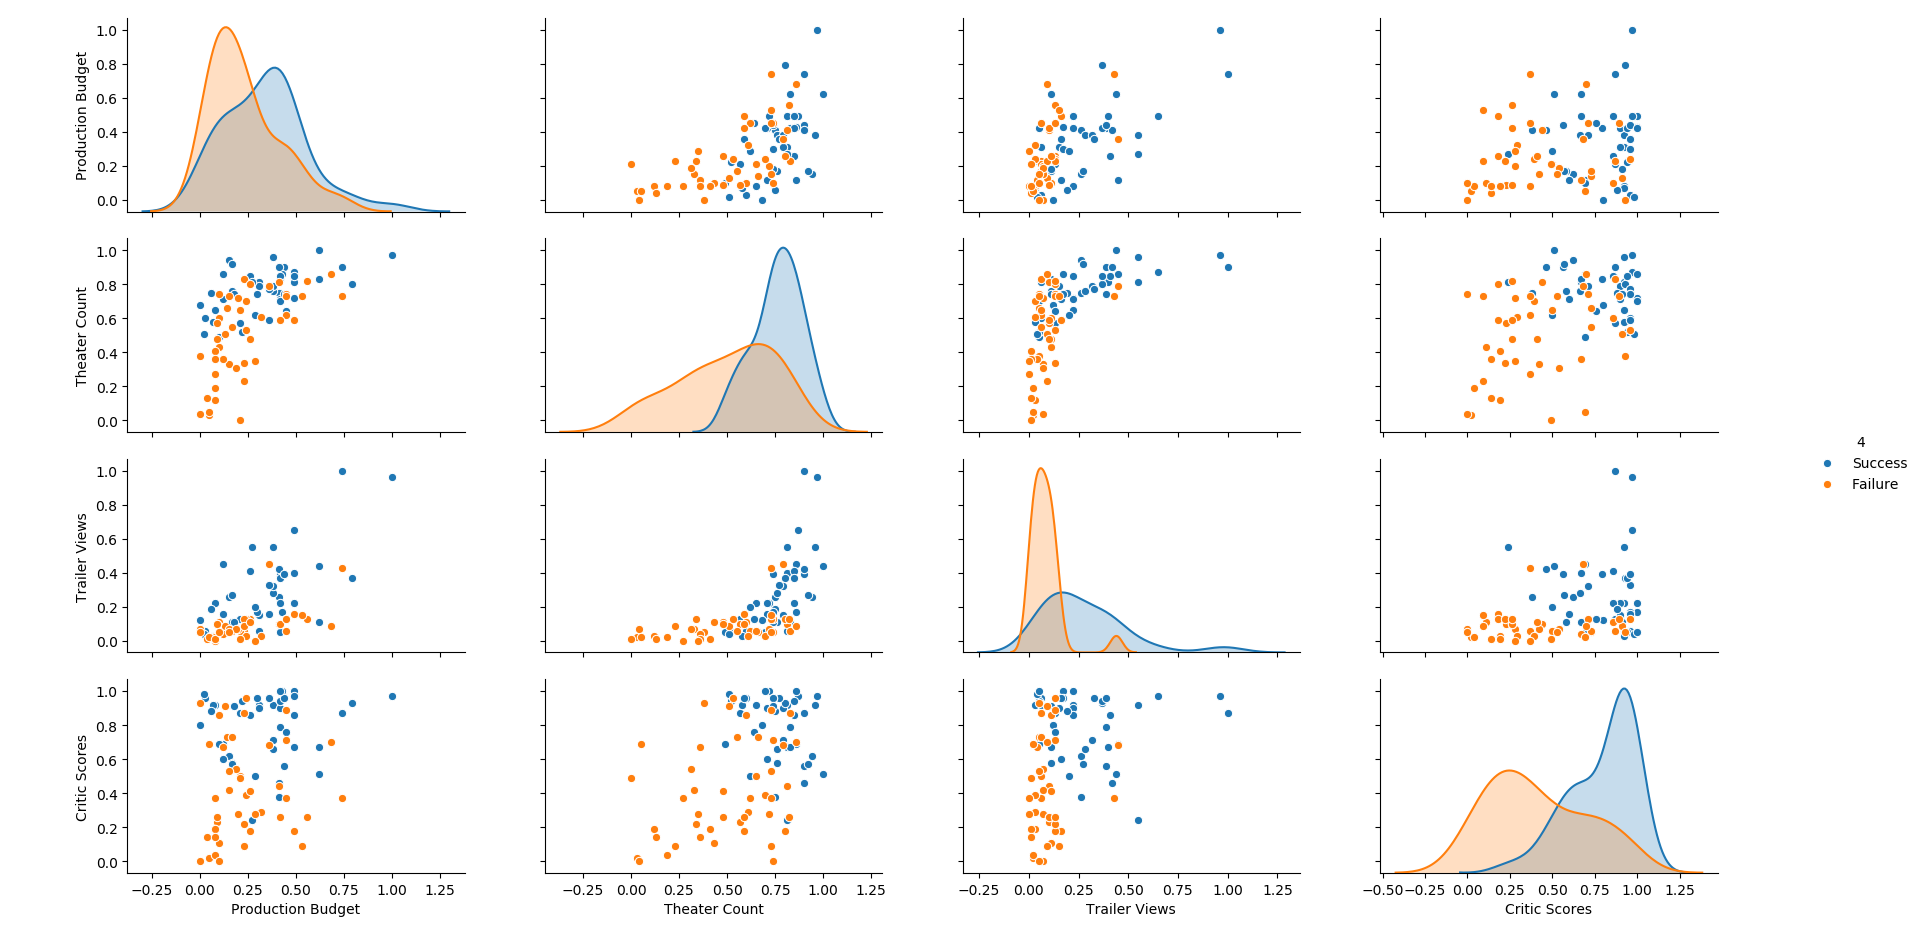 Production Budget
1.0
0.8
0.6
0.4
0.2
0.0
Theater Count
1.0
0.8
0.6
0.4
0.2
0.0
4
Success
Failure
Trailer Views
1.0
0.8
0.6
0.4
0.2
0.0
Critic Scores
1.0
0.8
0.6
0.4
0.2
0.0
−0.25 0.00 0.25 0.50 0.75 1.00 1.25
Production Budget
−0.25 0.00 0.25 0.50 0.75 1.00 1.25
Theater Count
−0.25 0.00 0.25 0.50 0.75 1.00 1.25
Trailer Views
−0.50 −0.25 0.00 0.25 0.50 0.75 1.00 1.25
Critic Scores